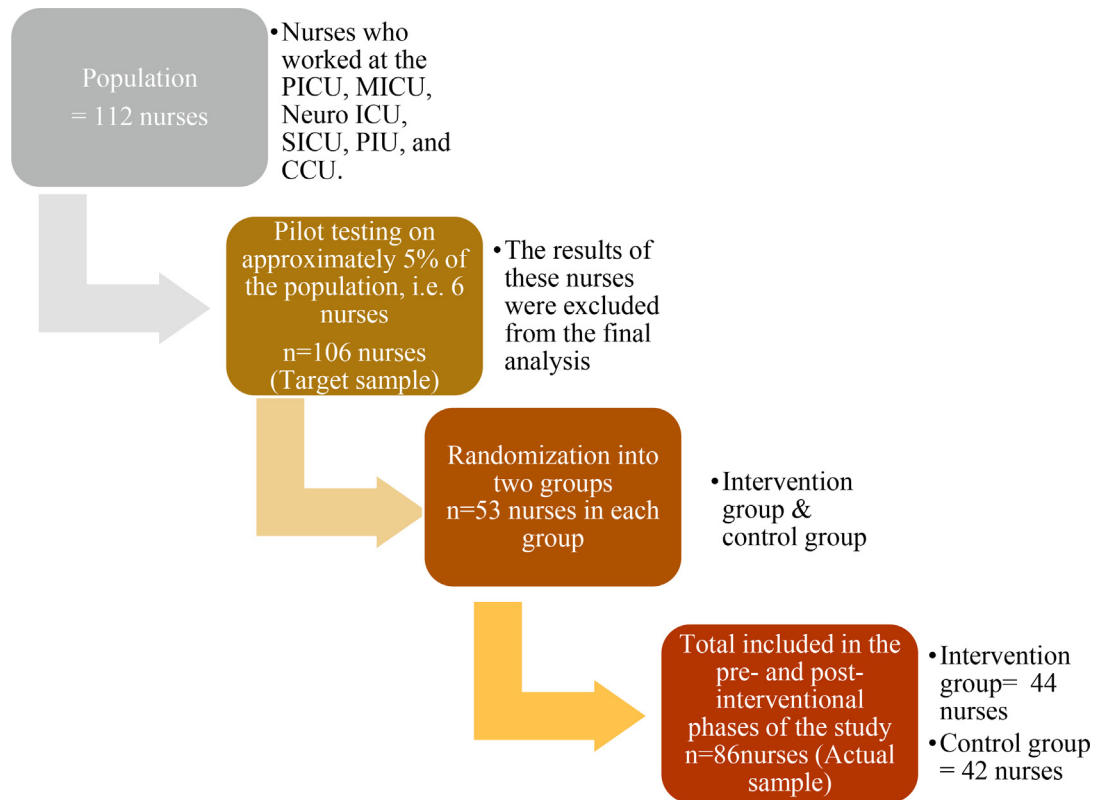 Population
= 112 nurses
•Nurses who
worked at the
PICU, MICU,
Neuro ICU,
SICU, PIU, and
CCU.
Pilot testing on
approximately 5% of
the population, i.e. 6
nurses
n=106 nurses
(Target sample)
•The results of
these nurses
were excluded
from the final
analysis
Randomization into
two groups
n=53 nurses in each
group
•Intervention
group &
control group
Total included in the
pre- and post-
interventional
phases of the study
n=86nurses (Actual
sample)
•Intervention
group= 44
nurses
•Control group
= 42 nurses